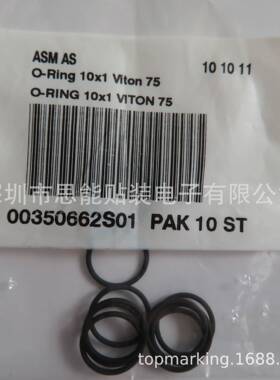 ASM AS 10 10 11
O-Ring 10x1 Viton 75
O-RING 10x1 VITON 75
深圳市思能贴装电子有限公司
00350662S01 PAK 10 ST
topmarking.1688.